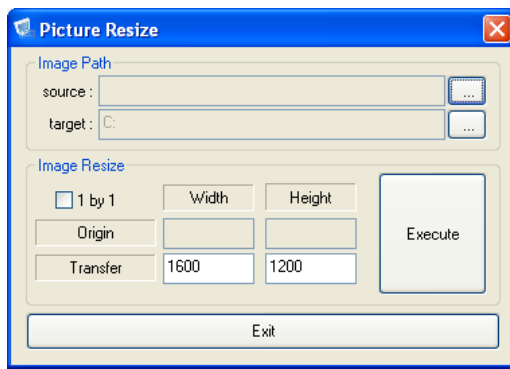 Picture Resize
Image Path
source :
...
target : C:
...
Image Resize
1 by 1 Width Height
Origin
Execute
Transfer 1600 1200
Exit